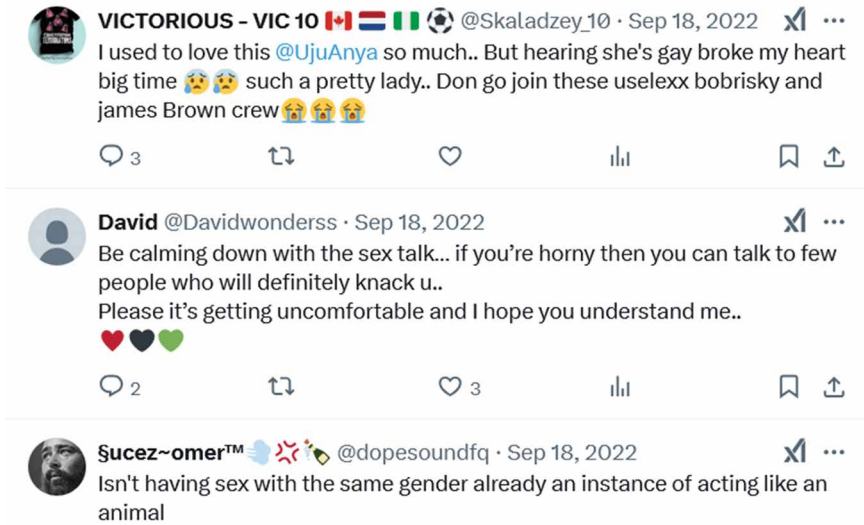 VICTORIOUS - VIC 10 🇨🇦 🇳🇱 🇳🇬 ⚽ @Skaladzey_10 · Sep 18, 2022
I used to love this @UjuAnya so much.. But hearing she's gay broke my heart
big time 😰😰 such a pretty lady.. Don go join these uselexx bobrisky and
james Brown crew😭😭😭
3
David @Davidwonderss · Sep 18, 2022
Be calming down with the sex talk... if you’re horny then you can talk to few
people who will definitely knack u..
Please it’s getting uncomfortable and I hope you understand me..
❤️🖤💚
2 3
§ucez~omer™💨💢🍾 @dopesoundfq · Sep 18, 2022
Isn't having sex with the same gender already an instance of acting like an
animal